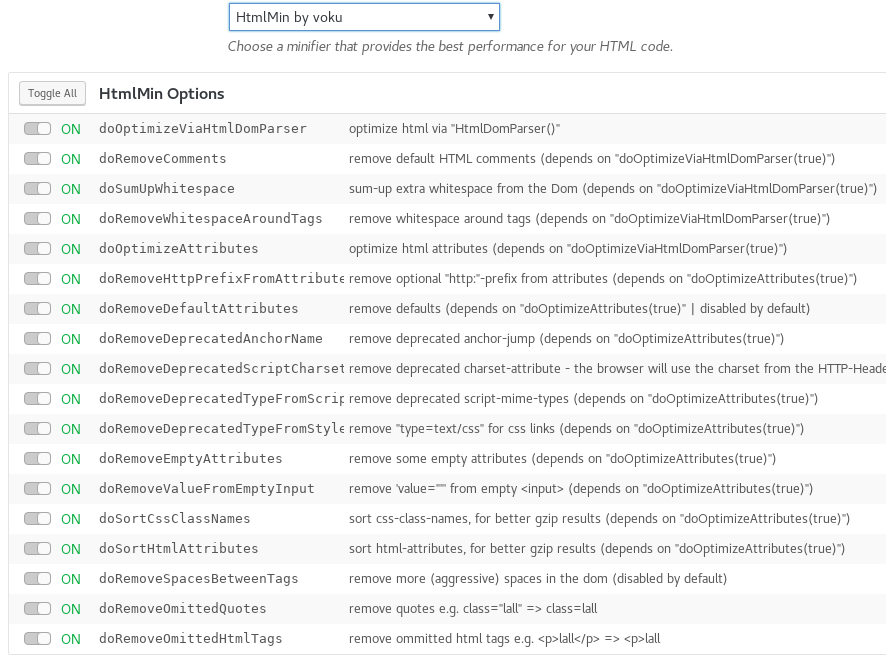 HtmlMin by voku
Choose a minifier that provides the best performance for your HTML code.
Toggle All HtmlMin Options
ON doOptimizeViaHtmlDomParser optimize html via "HtmlDomParser()"
ON doRemoveComments remove default HTML comments (depends on "doOptimizeViaHtmlDomParser(true)")
ON doSumUpWhitespace sum-up extra whitespace from the Dom (depends on "doOptimizeViaHtmlDomParser(true)")
ON doRemoveWhitespaceAroundTags remove whitespace around tags (depends on "doOptimizeViaHtmlDomParser(true)")
ON doOptimizeAttributes optimize html attributes (depends on "doOptimizeViaHtmlDomParser(true)")
ON doRemoveHttpPrefixFromAttribute remove optional "http:"-prefix from attributes (depends on "doOptimizeAttributes(true)")
ON doRemoveDefaultAttributes remove defaults (depends on "doOptimizeAttributes(true)" | disabled by default)
ON doRemoveDeprecatedAnchorName remove deprecated anchor-jump (depends on "doOptimizeAttributes(true)")
ON doRemoveDeprecatedScriptCharset remove deprecated charset-attribute - the browser will use the charset from the HTTP-Heade
ON doRemoveDeprecatedTypeFromScrip remove deprecated script-mime-types (depends on "doOptimizeAttributes(true)")
ON doRemoveDeprecatedTypeFromStyle remove "type=text/css" for css links (depends on "doOptimizeAttributes(true)")
ON doRemoveEmptyAttributes remove some empty attributes (depends on "doOptimizeAttributes(true)")
ON doRemoveValueFromEmptyInput remove 'value=""' from empty <input> (depends on "doOptimizeAttributes(true)")
ON doSortCssClassNames sort css-class-names, for better gzip results (depends on "doOptimizeAttributes(true)")
ON doSortHtmlAttributes sort html-attributes, for better gzip results (depends on "doOptimizeAttributes(true)")
ON doRemoveSpacesBetweenTags remove more (aggressive) spaces in the dom (disabled by default)
ON doRemoveOmittedQuotes remove quotes e.g. class="lall" => class=lall
ON doRemoveOmittedHtmlTags remove ommitted html tags e.g. <p>lall</p> => <p>lall